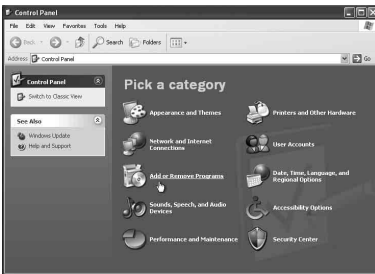 Control Panel
File Edit View Favorites Tools Help
Back Search Folders
Address Control Panel Go
Control Panel
Switch to Classic View
See Also
Windows Update
Help and Support
Pick a category
Appearance and Themes
Printers and Other Hardware
Network and Internet
Connections
User Accounts
Add or Remove Programs
Date, Time, Language, and
Regional Options
Sounds, Speech, and Audio
Devices
Accessibility Options
Performance and Maintenance
Security Center